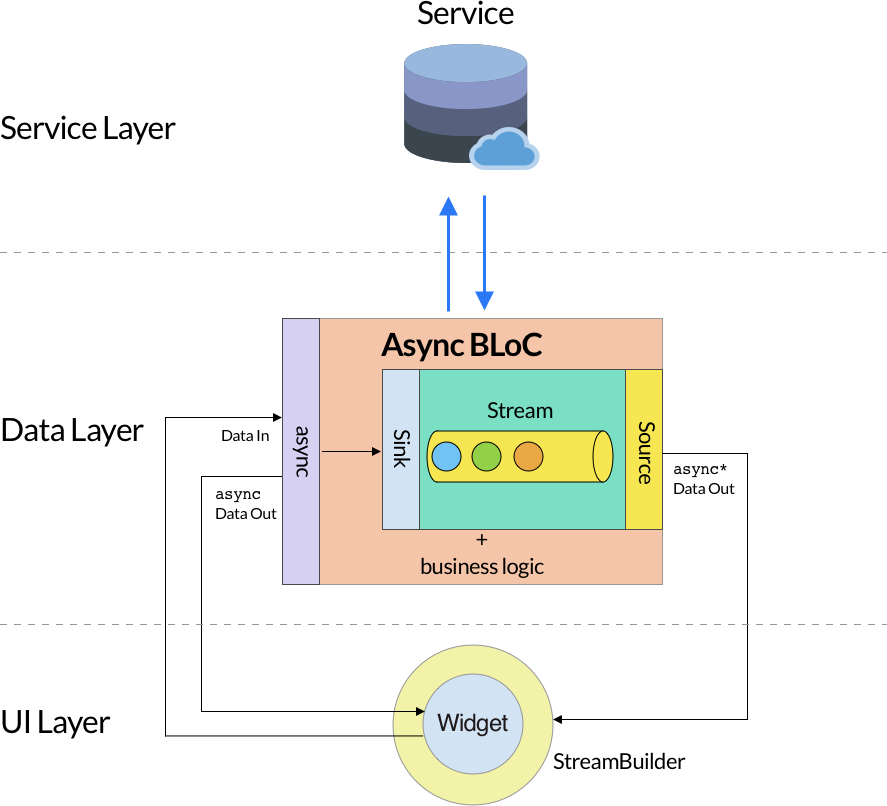 Service
Service Layer
Async BLoC
Stream
Data Layer
Data In
async
Sink
Source
async
Data Out
async*
Data Out
+
business logic
UI Layer
Widget
StreamBuilder